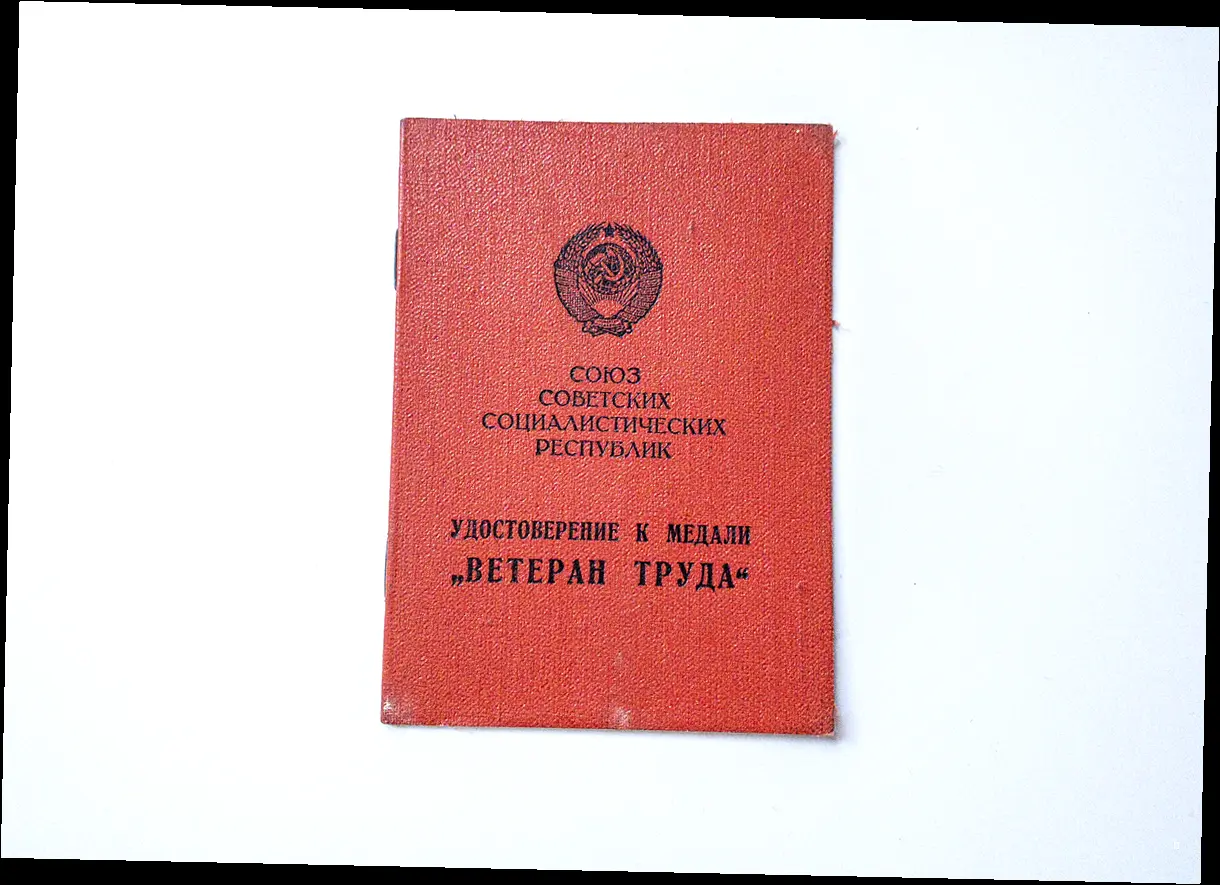 СОЮЗ
СОВЕТСКИХ
СОЦИАЛИСТИЧЕСКИХ
РЕСПУБЛИК
УДОСТОВЕРЕНИЕ К МЕДАЛИ
„ВЕТЕРАН ТРУДА“